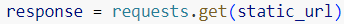 response = requests.get(static_url)